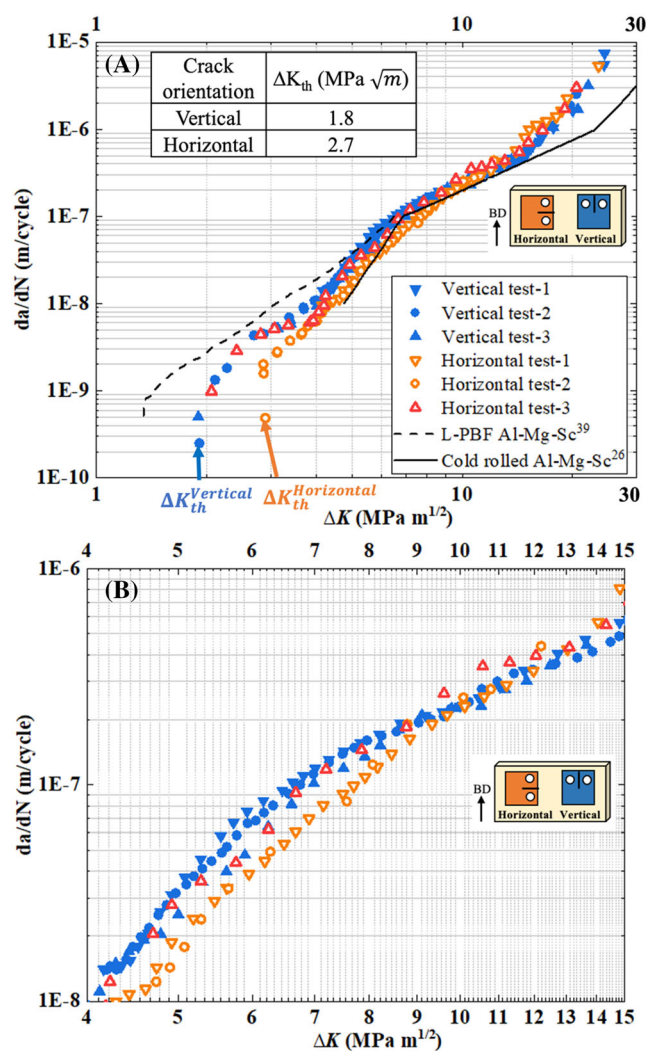 1 10 30
1E-5
(A)
Crack orientation ΔK_th (MPa √m)
Vertical 1.8
Horizontal 2.7
1E-6
BD
Horizontal Vertical
1E-7
da/dN (m/cycle)
Vertical test-1
Vertical test-2
1E-8
Vertical test-3
Horizontal test-1
Horizontal test-2
1E-9
Horizontal test-3
L-PBF Al-Mg-Sc³⁹
Cold rolled Al-Mg-Sc²⁶
1E-10
1 10 30
ΔK_th^Vertical ΔK_th^Horizontal
ΔK (MPa m^1/2)
4 5 6 7 8 9 10 11 12 13 14 15
1E-6
(B)
da/dN (m/cycle)
1E-7
BD
Horizontal Vertical
1E-8
4 5 6 7 8 9 10 11 12 13 14 15
ΔK (MPa m^1/2)